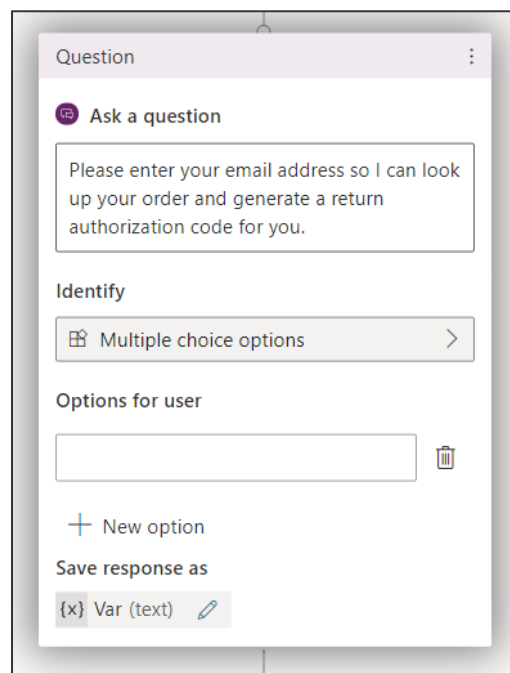 Question
Ask a question
Please enter your email address so I can look
up your order and generate a return
authorization code for you.
Identify
Multiple choice options
Options for user
New option
Save response as
{x} Var (text)